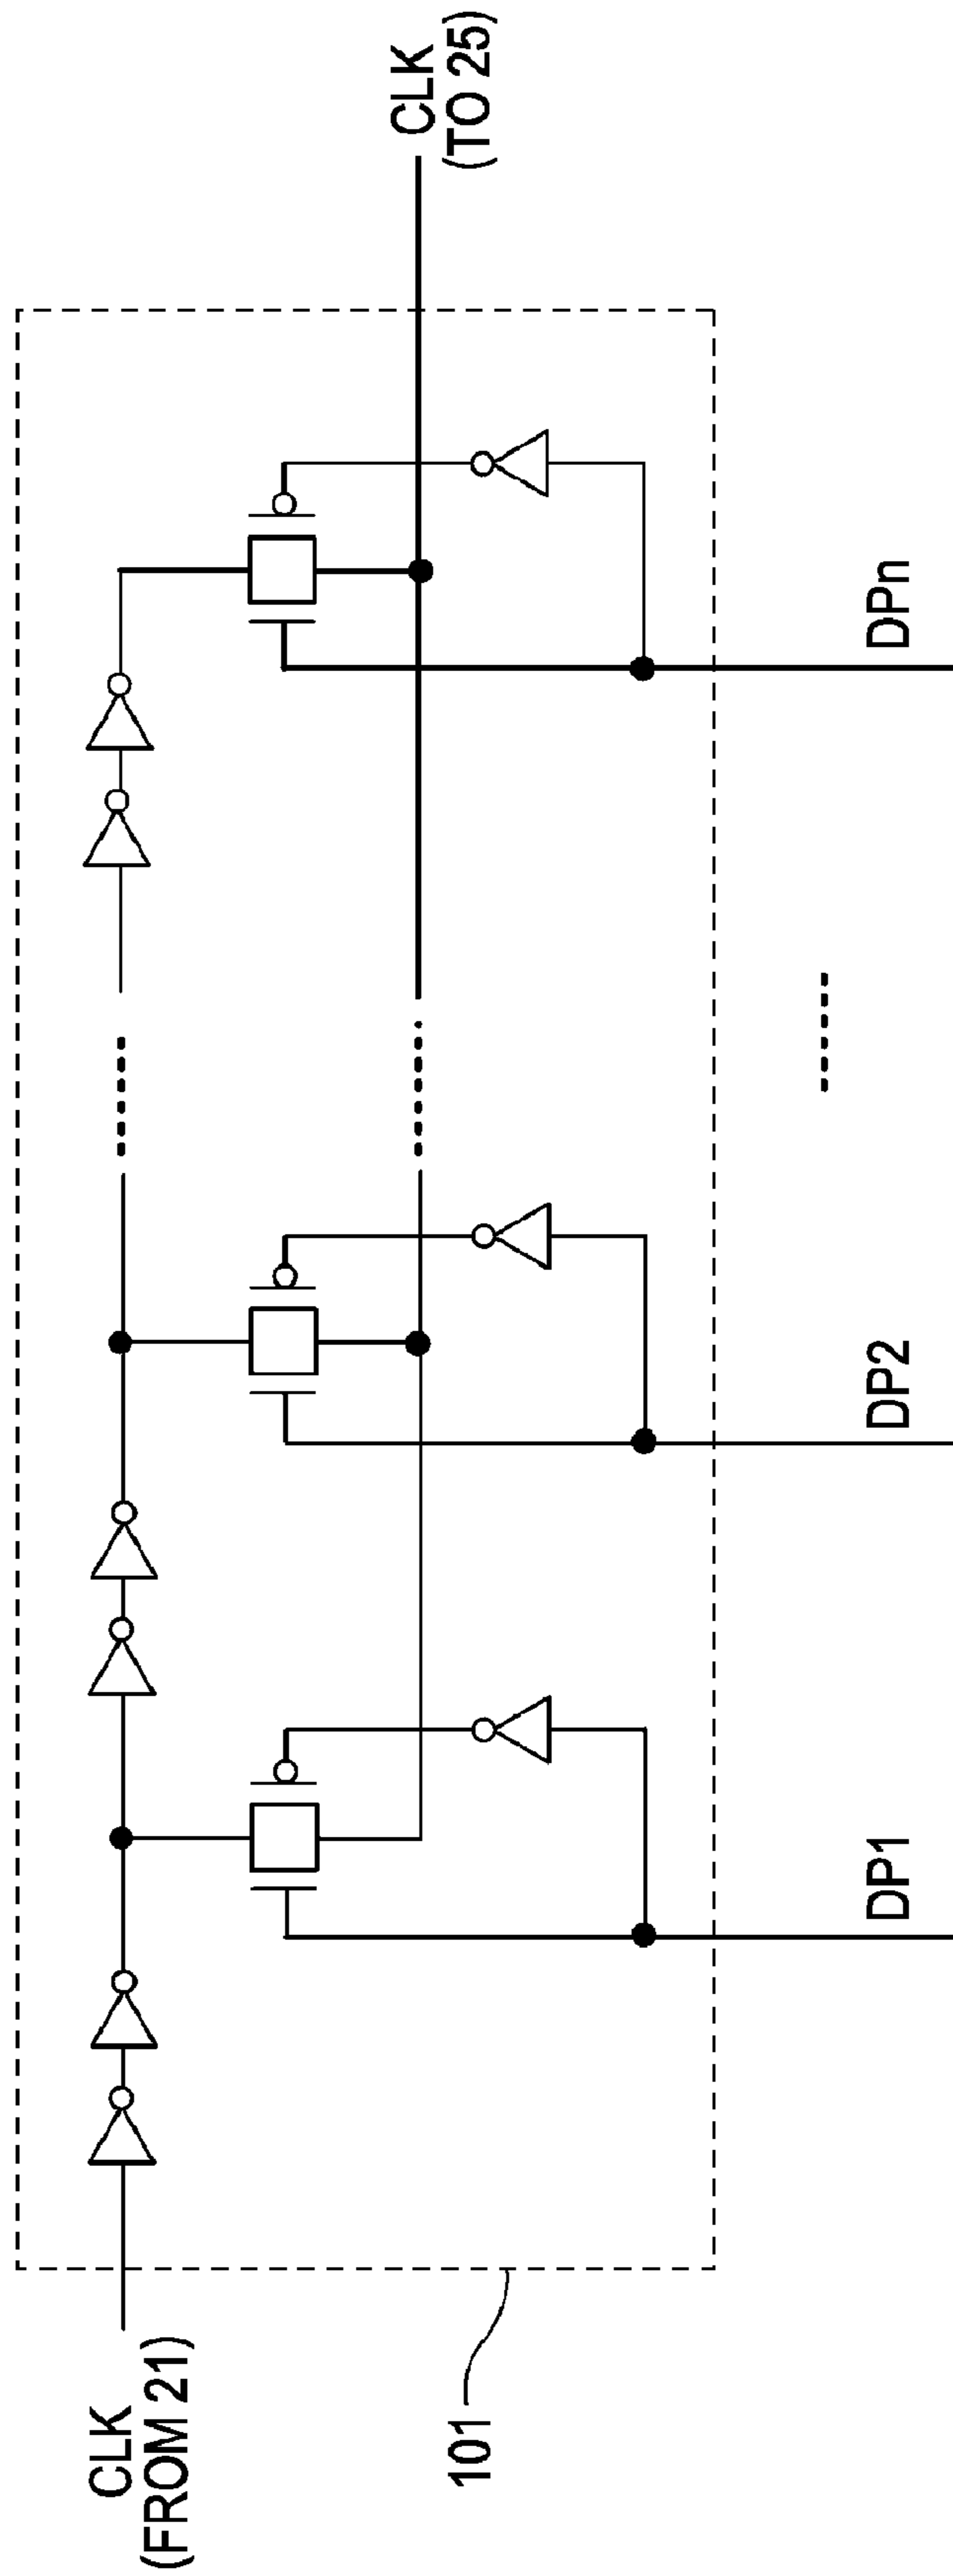 CLK
(FROM 21)
101
DP1
DP2
DPn
CLK
(TO 25)